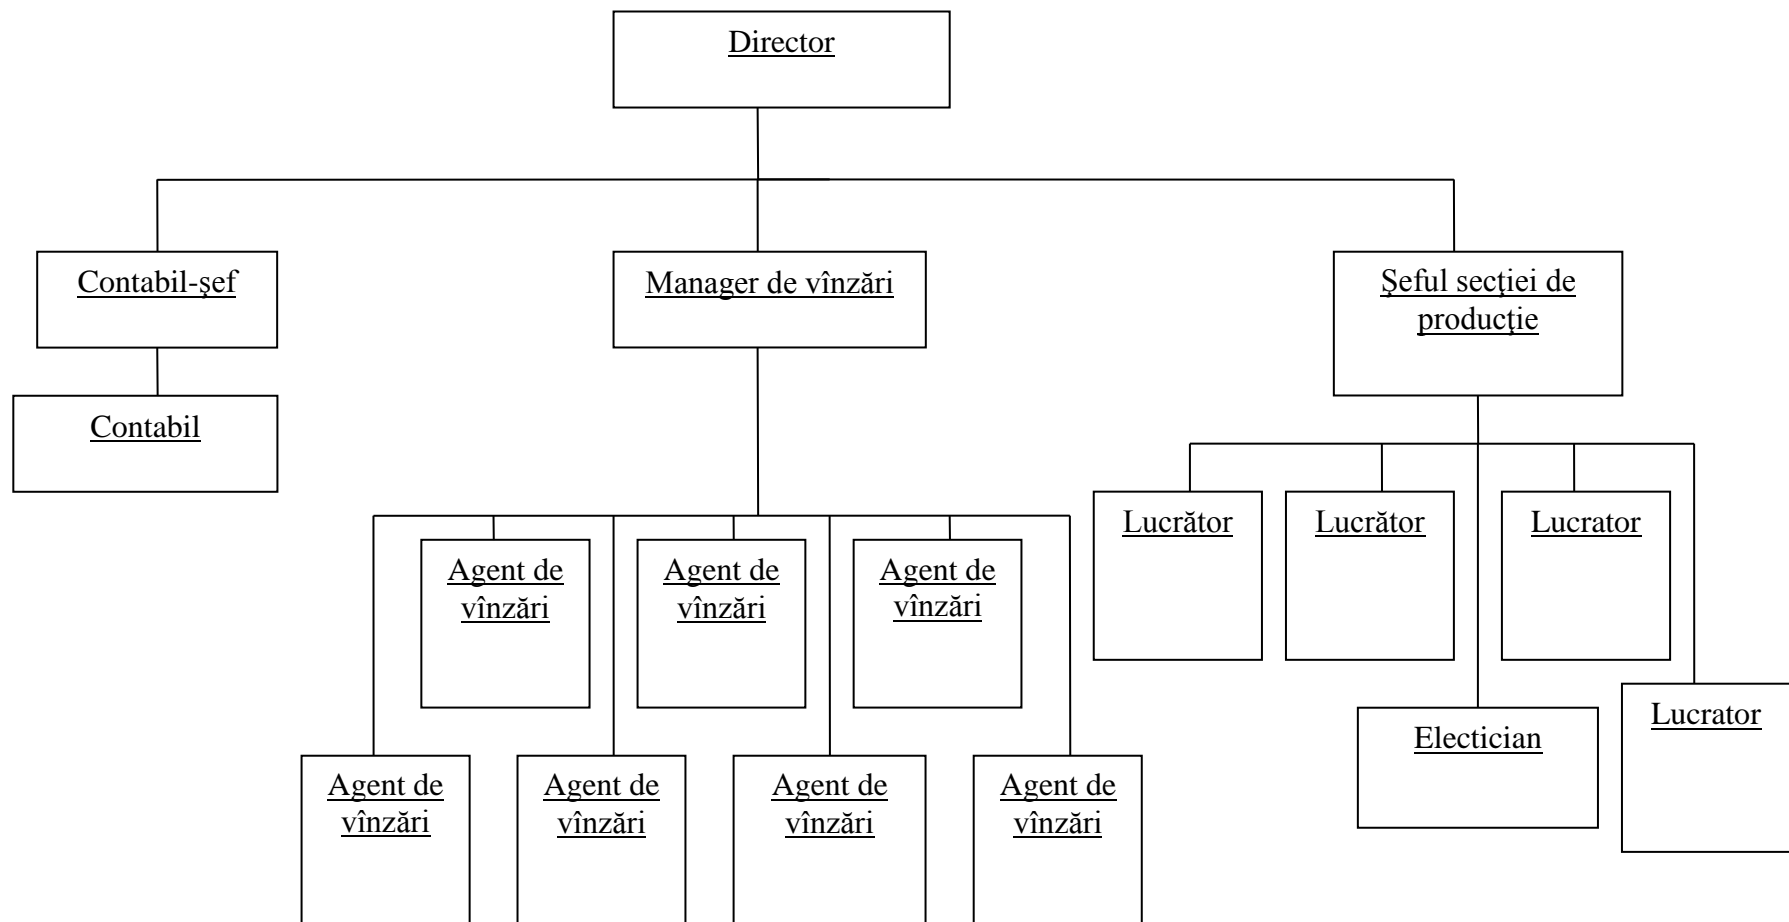 Director
Contabil-şef
Manager de vînzări
Şeful secţiei de
producţie
Contabil
Lucrător
Lucrător
Lucrator
Agent de
vînzări
Agent de
vînzări
Agent de
vînzări
Electician
Lucrator
Agent de
vînzări
Agent de
vînzări
Agent de
vînzări
Agent de
vînzări